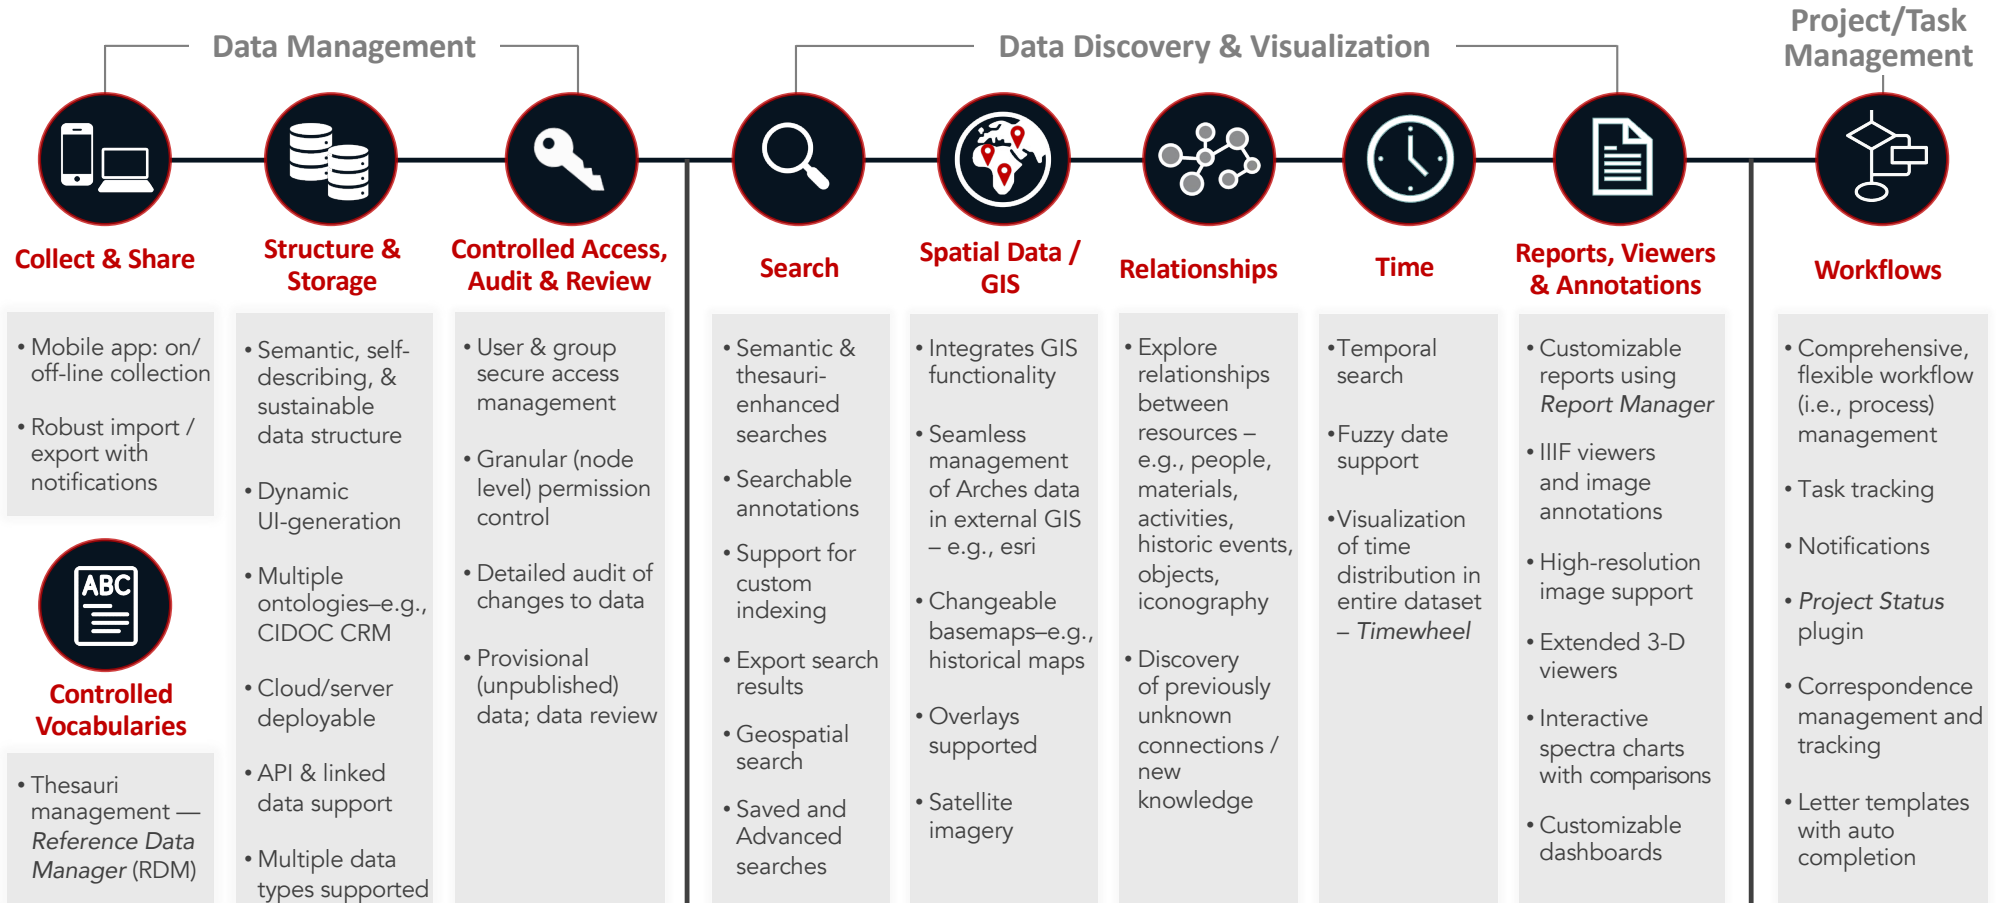 Data Management
Data Discovery & Visualization
Project/Task
Management
Collect & Share
• Mobile app: on/
off-line collection
• Robust import /
export with
notifications
ABC
Controlled
Vocabularies
• Thesauri
management —
Reference Data
Manager (RDM)
Structure &
Storage
• Semantic, self-
describing, &
sustainable
data structure
• Dynamic
UI-generation
• Multiple
ontologies–e.g.,
CIDOC CRM
• Cloud/server
deployable
• API & linked
data support
• Multiple data
types supported
Controlled Access,
Audit & Review
• User & group
secure access
management
• Granular (node
level) permission
control
• Detailed audit of
changes to data
• Provisional
(unpublished)
data; data review
Search
• Semantic &
thesauri-
enhanced
searches
• Searchable
annotations
• Support for
custom
indexing
• Export search
results
• Geospatial
search
• Saved and
Advanced
searches
Spatial Data /
GIS
• Integrates GIS
functionality
• Seamless
management
of Arches data
in external GIS
– e.g., esri
• Changeable
basemaps–e.g.,
historical maps
• Overlays
supported
• Satellite
imagery
Relationships
• Explore
relationships
between
resources –
e.g., people,
materials,
activities,
historic events,
objects,
iconography
• Discovery
of previously
unknown
connections /
new
knowledge
Time
•Temporal
search
•Fuzzy date
support
•Visualization
of time
distribution in
entire dataset
– Timewheel
Reports, Viewers
& Annotations
• Customizable
reports using
Report Manager
• IIIF viewers
and image
annotations
• High-resolution
image support
• Extended 3-D
viewers
• Interactive
spectra charts
with comparisons
• Customizable
dashboards
Workflows
• Comprehensive,
flexible workflow
(i.e., process)
management
• Task tracking
• Notifications
• Project Status
plugin
• Correspondence
management and
tracking
• Letter templates
with auto
completion